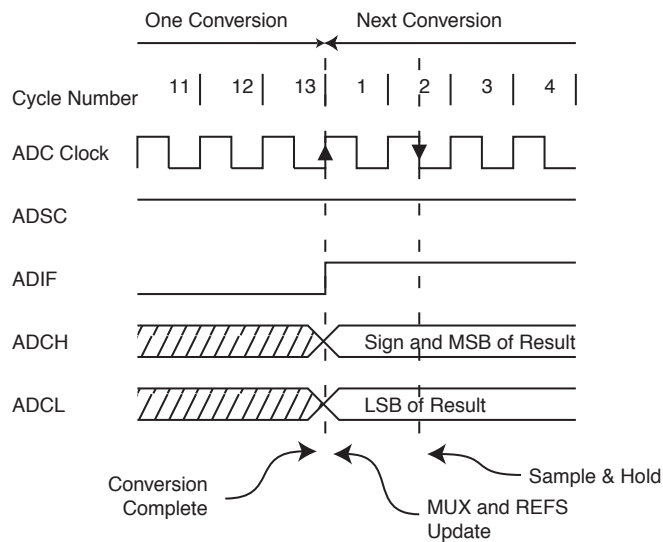 One Conversion Next Conversion
Cycle Number 11 12 13 1 2 3 4
ADC Clock
ADSC
ADIF
ADCH Sign and MSB of Result
ADCL LSB of Result
Conversion
Complete
MUX and REFS
Update
Sample & Hold